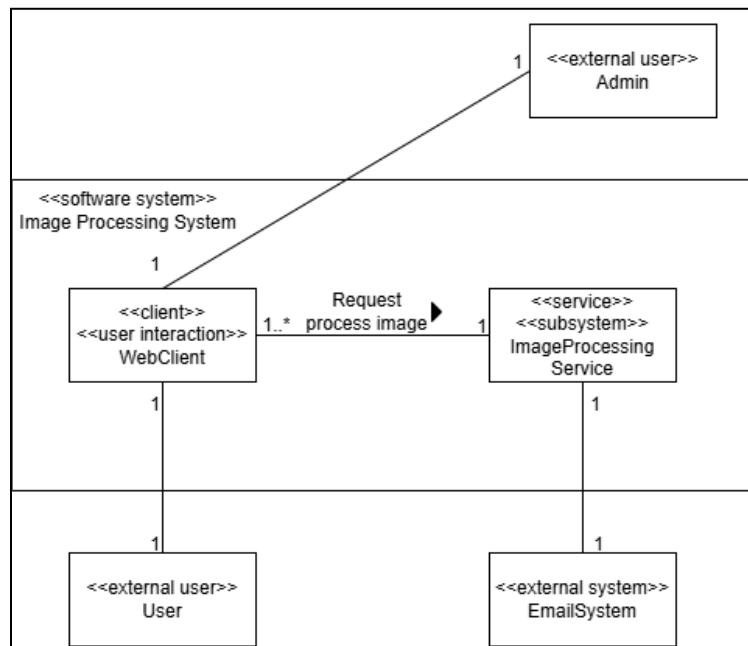 1
<<external user>>
Admin
<<software system>>
Image Processing System
1
<<client>>
<<user interaction>>
WebClient
1..*
Request
process image
1
<<service>>
<<subsystem>>
ImageProcessing
Service
1
1
1
1
<<external user>>
User
<<external system>>
EmailSystem